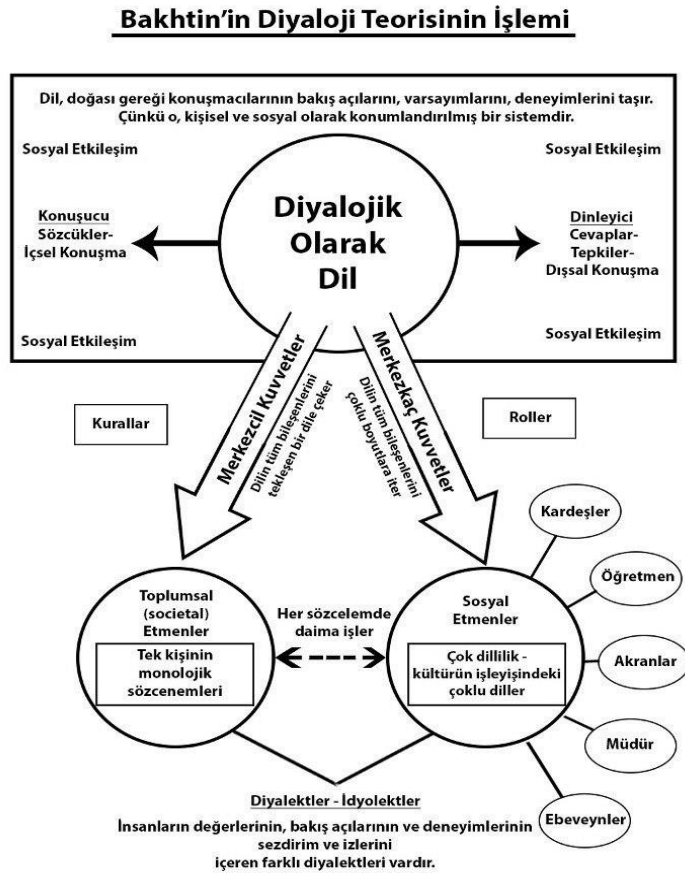 Bakhtin’in Diyaloji Teorisinin İşlemi
Dil, doğası gereği konuşmacılarının bakış açılarını, varsayımlarını, deneyimlerini taşır.
Çünkü o, kişisel ve sosyal olarak konumlandırılmış bir sistemdir.
Sosyal Etkileşim
Sosyal Etkileşim
Konuşucu
Sözcükler-
İçsel Konuşma
Diyalojik
Olarak
Dil
Dinleyici
Cevaplar-
Tepkiler-
Dışsal Konuşma
Sosyal Etkileşim
Sosyal Etkileşim
Kurallar
Merkezcil Kuvvetler
Dilin tüm bileşenlerini
tekleşen bir dile çeker
Merkezkaç Kuvvetler
Dilin tüm bileşenlerini
çoklu boyutlara iter
Roller
Toplumsal
(societal)
Etmenler
Tek kişinin
monolojik
sözcenemleri
Her sözcelemde
daima işler
Sosyal
Etmenler
Çok dillilik -
kültürün işleyişindeki
çoklu diller
Kardeşler
Öğretmen
Akranlar
Müdür
Ebeveynler
Diyalektler - İdyolektler
İnsanların değerlerinin, bakış açılarının ve deneyimlerinin
sezdirim ve izlerini
içeren farklı diyalektleri vardır.